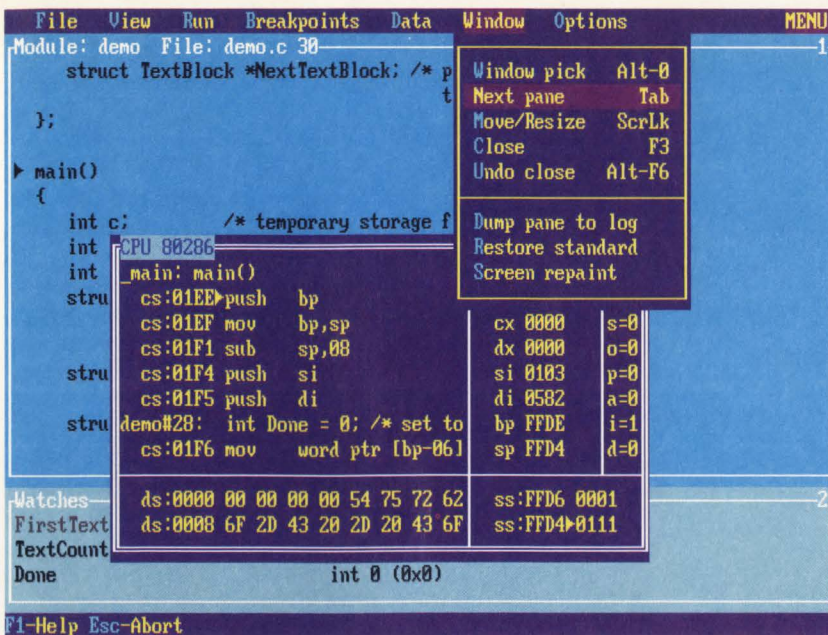 File View Run Breakpoints Data Window Options MENU
Module: demo File: demo.c 30 1
struct TextBlock *NextTextBlock; /* p
t
};
main()
{
int c; /* temporary storage f
int
int
stru
stru
stru
Window pick Alt-0
Next pane Tab
Move/Resize ScrLk
Close F3
Undo close Alt-F6
Dump pane to log
Restore standard
Screen repaint
CPU 80286
_main: main()
cs:01EE▶push bp
cs:01EF mov bp,sp
cs:01F1 sub sp,08
cs:01F4 push si
cs:01F5 push di
demo#28: int Done = 0; /* set to
cs:01F6 mov word ptr [bp-06]
cx 0000 s=0
dx 0000 o=0
si 0103 p=0
di 0582 a=0
bp FFDE i=1
sp FFD4 d=0
ds:0000 00 00 00 00 54 75 72 62
ds:0008 6F 2D 43 20 2D 20 43 6F
ss:FFD6 0001
ss:FFD4▶0111
Watches 2
FirstText
TextCount
Done int 0 (0x0)
F1-Help Esc-Abort